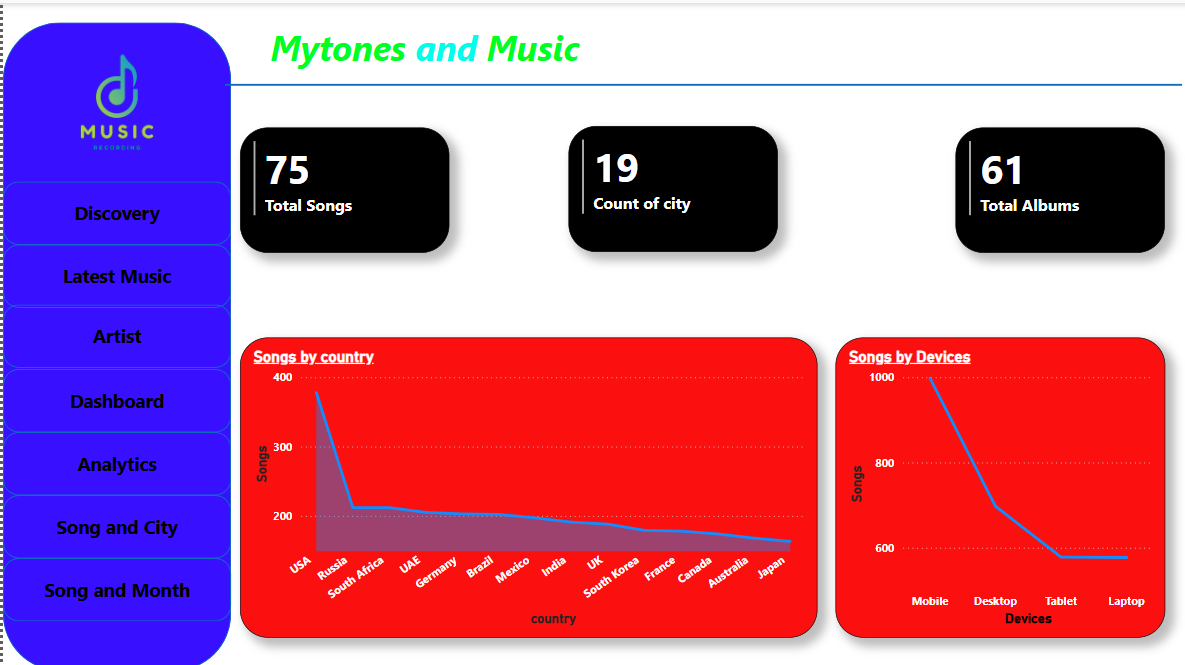 Mytones and Music
MUSIC
RECORDING
Discovery
Latest Music
Artist
Dashboard
Analytics
Song and City
Song and Month
75
Total Songs
19
Count of city
61
Total Albums
Songs by country
400
300
200
Songs
USA
Russia
South Africa
UAE
Germany
Brazil
Mexico
India
UK
South Korea
France
Canada
Australia
Japan
country
Songs by Devices
1000
800
600
Songs
Mobile
Desktop
Tablet
Laptop
Devices